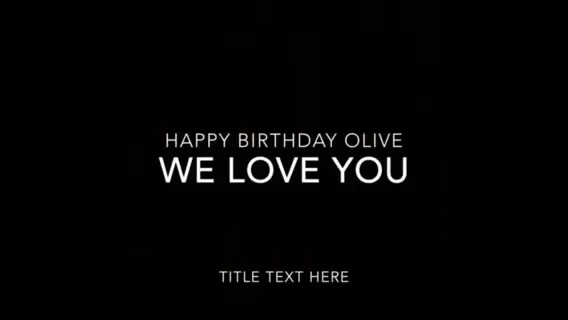 HAPPY BIRTHDAY OLIVE
WE LOVE YOU
TITLE TEXT HERE